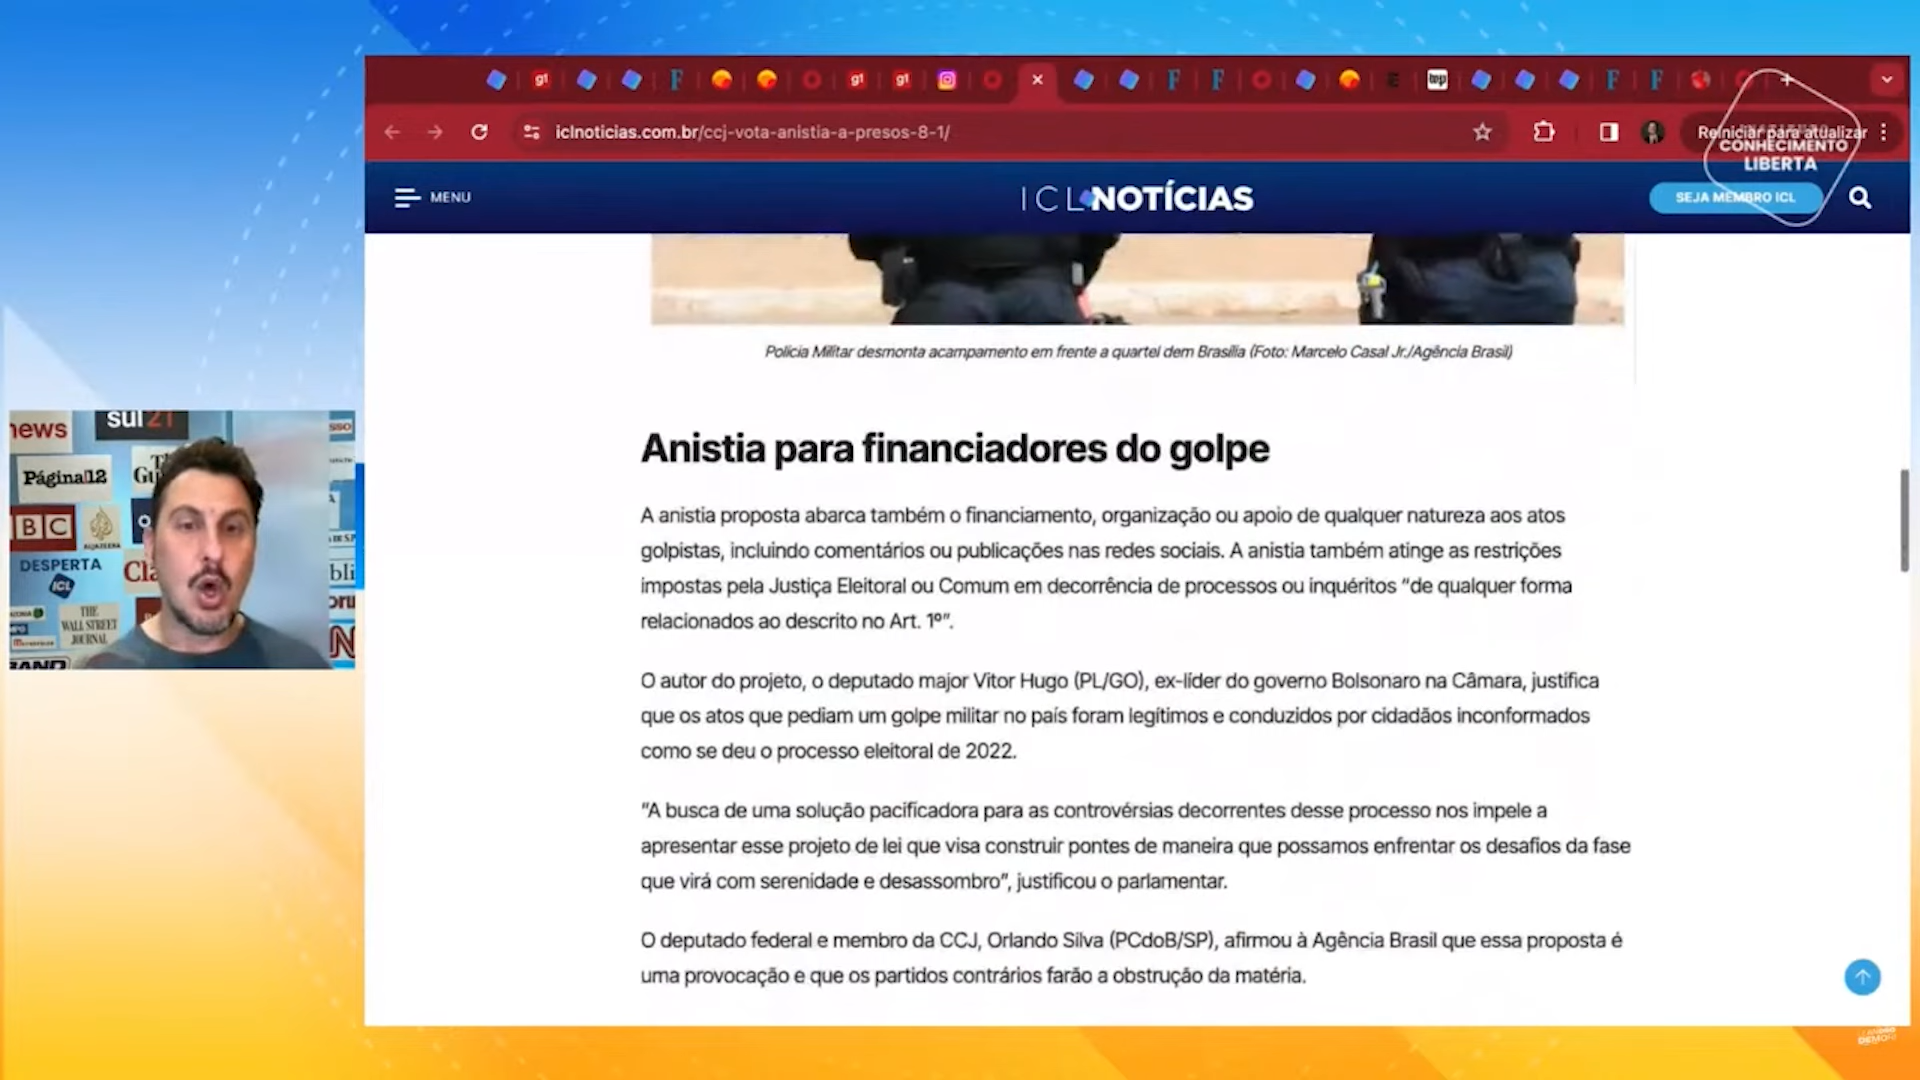 iclnoticias.com.br/ccj-vota-anistia-a-presos-8-1/
Reiniciar para atualizar
CONHECIMENTO
LIBERTA
MENU
ICL NOTÍCIAS
SEJA MEMBRO ICL
Polícia Militar desmonta acampamento em frente a quartel dem Brasília (Foto: Marcelo Casal Jr./Agência Brasil)
Anistia para financiadores do golpe
A anistia proposta abarca também o financiamento, organização ou apoio de qualquer natureza aos atos
golpistas, incluindo comentários ou publicações nas redes sociais. A anistia também atinge as restrições
impostas pela Justiça Eleitoral ou Comum em decorrência de processos ou inquéritos “de qualquer forma
relacionados ao descrito no Art. 1º”.
O autor do projeto, o deputado major Vitor Hugo (PL/GO), ex-líder do governo Bolsonaro na Câmara, justifica
que os atos que pediam um golpe militar no país foram legítimos e conduzidos por cidadãos inconformados
como se deu o processo eleitoral de 2022.
“A busca de uma solução pacificadora para as controvérsias decorrentes desse processo nos impele a
apresentar esse projeto de lei que visa construir pontes de maneira que possamos enfrentar os desafios da fase
que virá com serenidade e desassombro”, justificou o parlamentar.
O deputado federal e membro da CCJ, Orlando Silva (PCdoB/SP), afirmou à Agência Brasil que essa proposta é
uma provocação e que os partidos contrários farão a obstrução da matéria.
news
sul21
Página12
BBC
ALJAZEERA
DESPERTA
ICL
THE
WALL STREET
JOURNAL
BAND
DEMORI